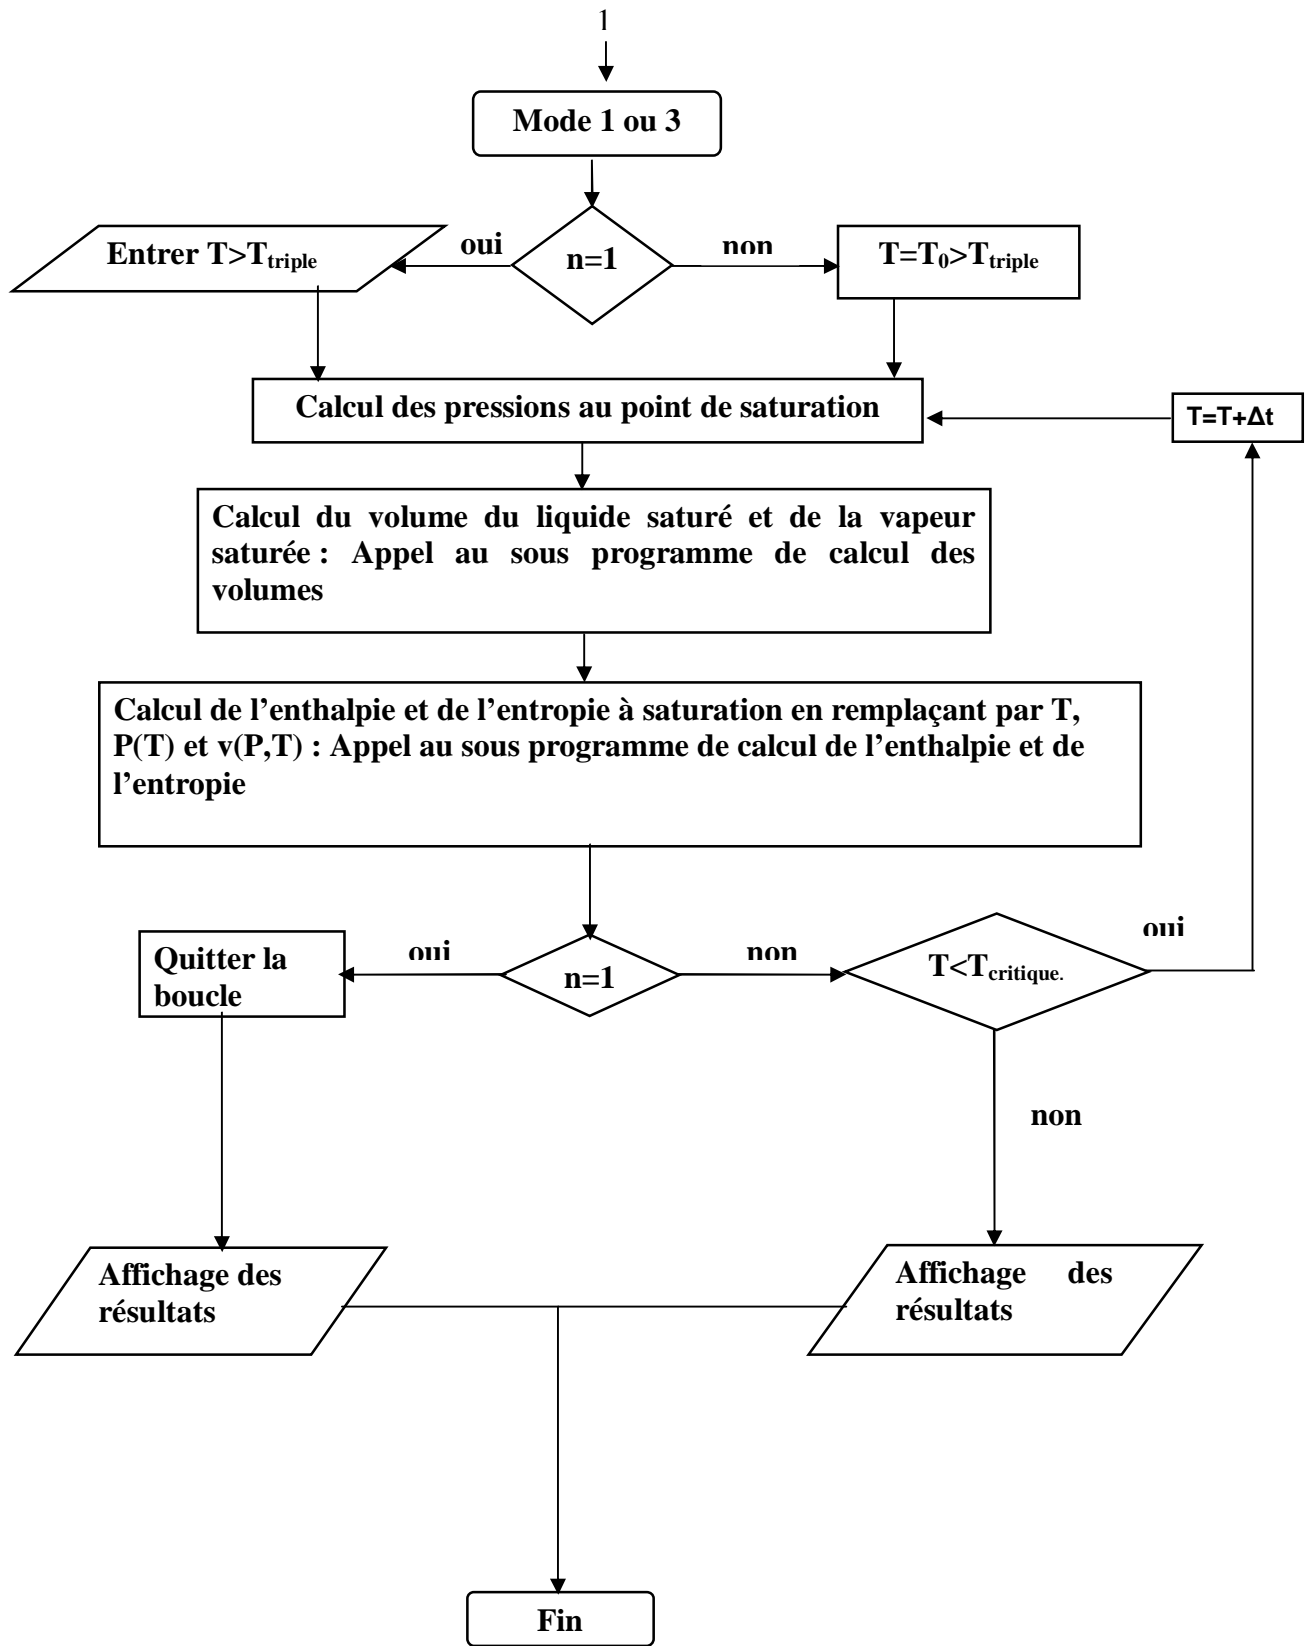 1
Mode 1 ou 3
Entrer T>Ttriple
oui
n=1
non
T=T0>Ttriple
Calcul des pressions au point de saturation
T=T+Δt
Calcul du volume du liquide saturé et de la vapeur
saturée : Appel au sous programme de calcul des
volumes
Calcul de l’enthalpie et de l’entropie à saturation en remplaçant par T,
P(T) et v(P,T) : Appel au sous programme de calcul de l’enthalpie et de
l’entropie
Quitter la
boucle
oui
n=1
non
T<Tcritique.
oui
non
Affichage des
résultats
Affichage des
résultats
Fin